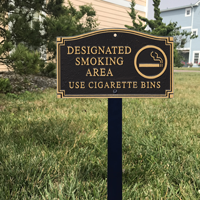 DESIGNATED
SMOKING
AREA
USE CIGARETTE BINS